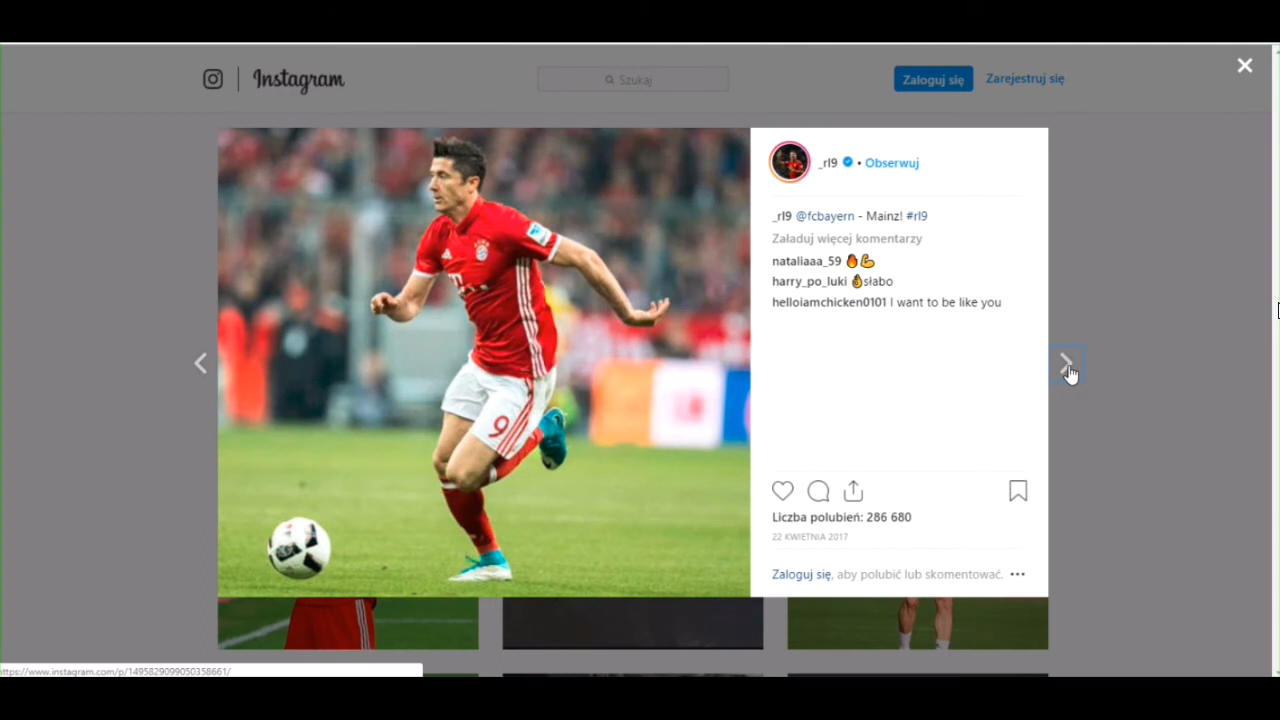 Instagram
Szukaj
Zaloguj się
Zarejestruj się
_rl9 • Obserwuj
_rl9 @fcbayern - Mainz! #rl9
Załaduj więcej komentarzy
nataliaaa_59 🔥💪
harry_po_luki 👌słabo
helloiamchicken0101 I want to be like you
9
Liczba polubień: 286 680
22 KWIETNIA 2017
Zaloguj się, aby polubić lub skomentować.
https://www.instagram.com/p/1495829099050358661/